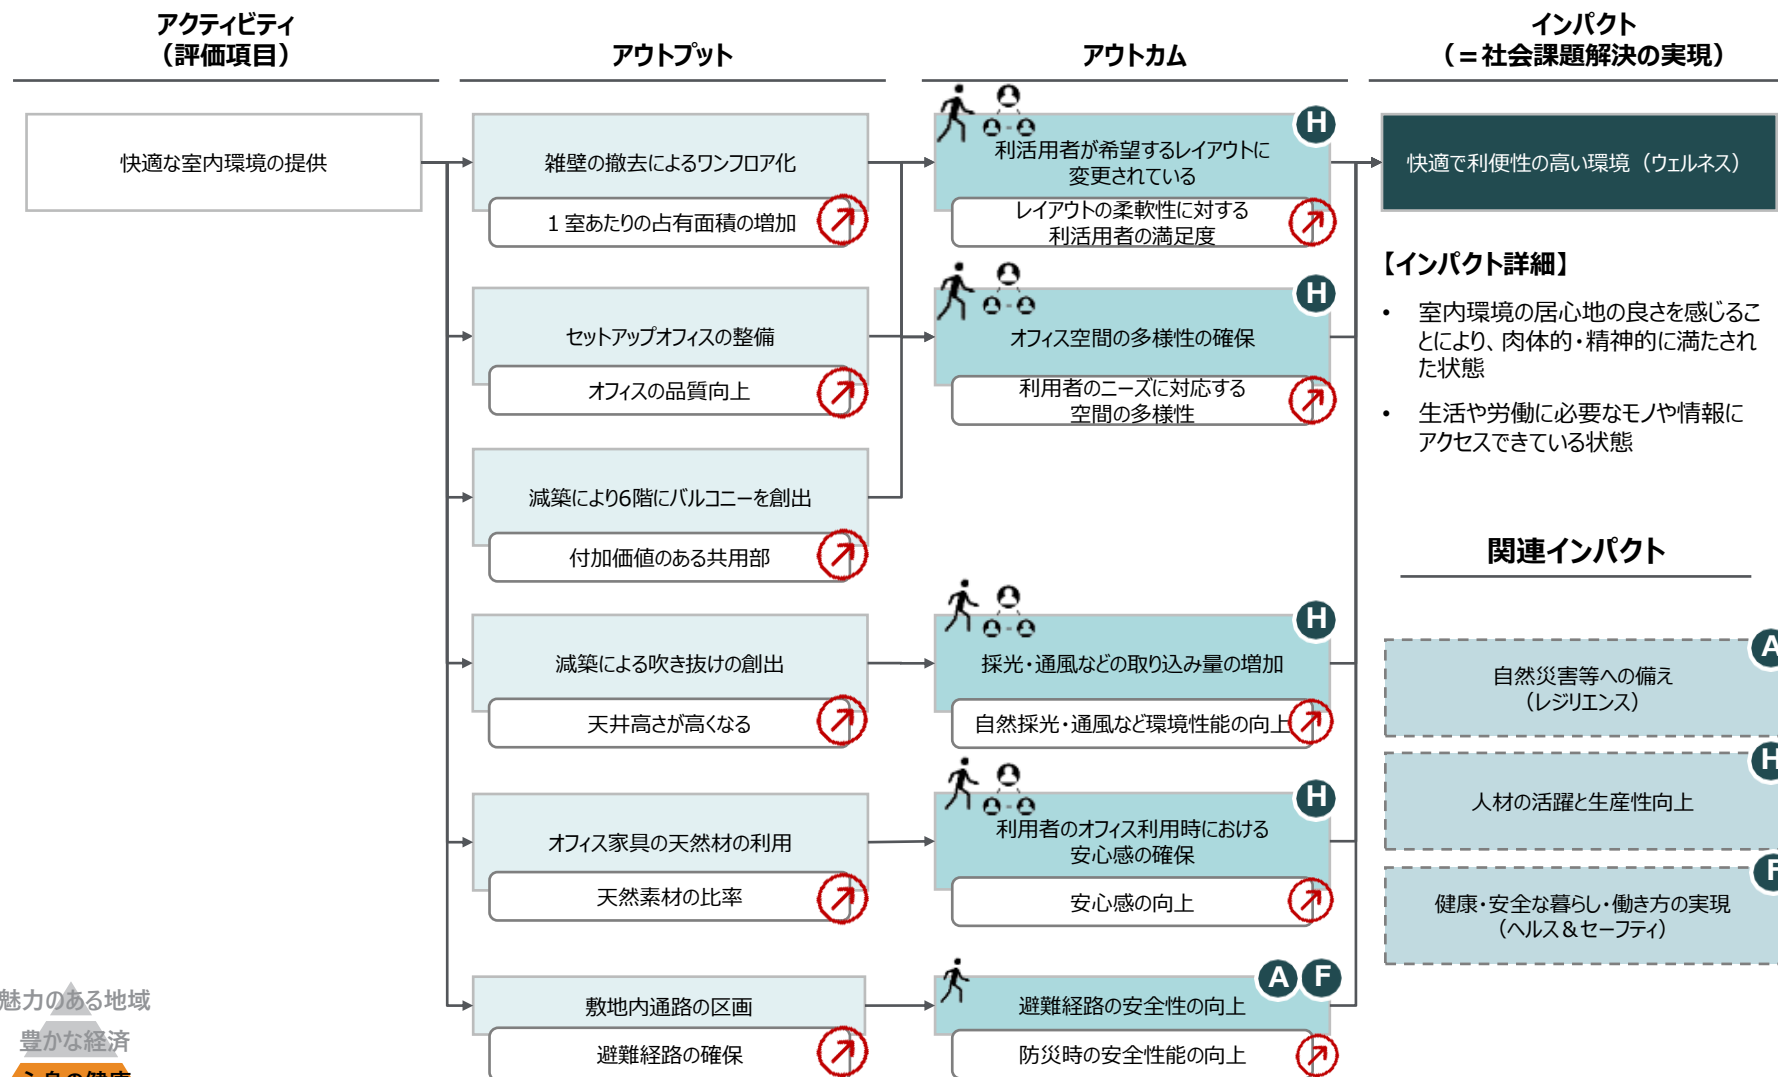 アクティビティ
（評価項目）
アウトプット
アウトカム
インパクト
（＝社会課題解決の実現）
快適な室内環境の提供
雑壁の撤去によるワンフロア化
１室あたりの占有面積の増加
H
利活用者が希望するレイアウトに
変更されている
レイアウトの柔軟性に対する
利活用者の満足度
快適で利便性の高い環境（ウェルネス）
【インパクト詳細】
• 室内環境の居心地の良さを感じるこ
とにより、肉体的・精神的に満たされ
た状態
• 生活や労働に必要なモノや情報に
アクセスできている状態
セットアップオフィスの整備
オフィスの品質向上
H
オフィス空間の多様性の確保
利用者のニーズに対応する
空間の多様性
減築により6階にバルコニーを創出
付加価値のある共用部
関連インパクト
減築による吹き抜けの創出
天井高さが高くなる
H
採光・通風などの取り込み量の増加
自然採光・通風など環境性能の向上
A
自然災害等への備え
（レジリエンス）
H
人材の活躍と生産性向上
F
健康・安全な暮らし・働き方の実現
（ヘルス＆セーフティ）
オフィス家具の天然材の利用
天然素材の比率
H
利用者のオフィス利用時における
安心感の確保
安心感の向上
敷地内通路の区画
避難経路の確保
A F
避難経路の安全性の向上
防災時の安全性能の向上
魅力のある地域
豊かな経済
心身の健康